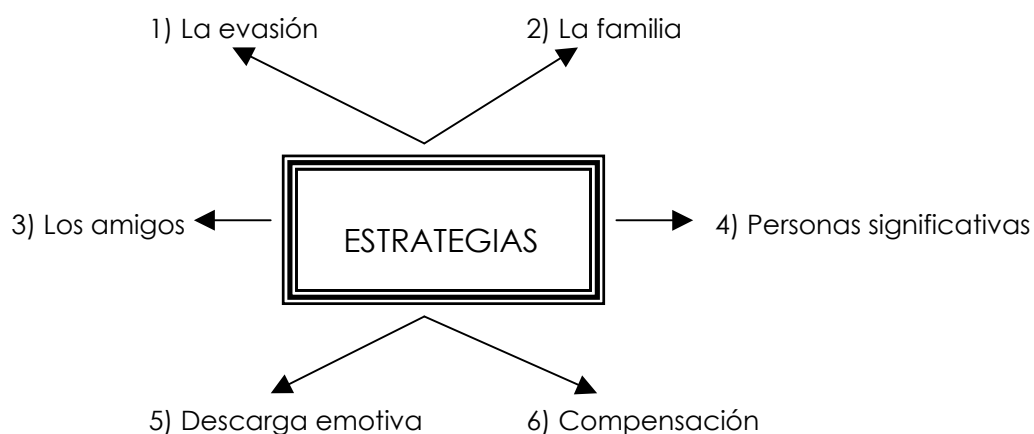 1) La evasión
2) La familia
3) Los amigos
ESTRATEGIAS
4) Personas significativas
5) Descarga emotiva
6) Compensación